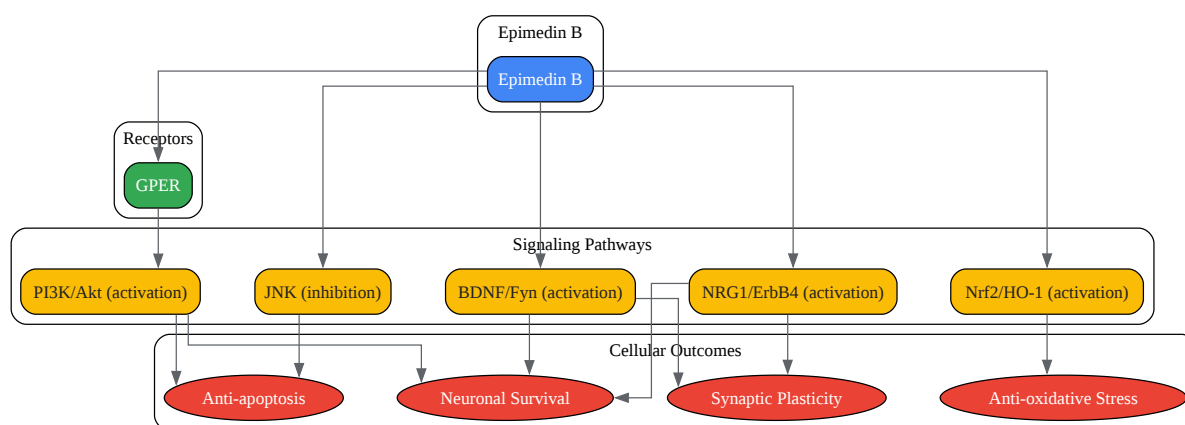 Epimedin B
Epimedin B
Receptors
GPER
Signaling Pathways
PI3K/Akt (activation)
JNK (inhibition)
BDNF/Fyn (activation)
NRG1/ErbB4 (activation)
Nrf2/HO-1 (activation)
Cellular Outcomes
Anti-apoptosis
Neuronal Survival
Synaptic Plasticity
Anti-oxidative Stress